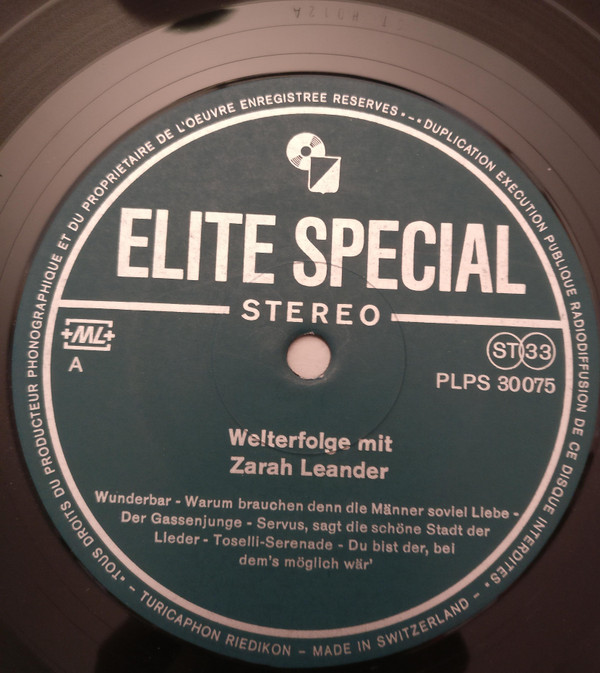 TOUS DROITS DU PRODUCTEUR PHONOGRAPHIQUE ET DU PROPRIETAIRE DE L'OEUVRE ENREGISTREE RESERVES • – • DUPLICATION EXECUTION PUBLIQUE RADIODIFFUSION DE CE DISQUE INTERDITES
ELITE SPECIAL
STEREO
ML
A
ST 33
PLPS 30075
Welterfolge mit
Zarah Leander
Wunderbar - Warum brauchen denn die Männer soviel Liebe -
Der Gassenjunge - Servus, sagt die schöne Stadt der
Lieder - Toselli-Serenade - Du bist der, bei
dem's möglich wär'
TURICAPHON RIEDIKON – MADE IN SWITZERLAND